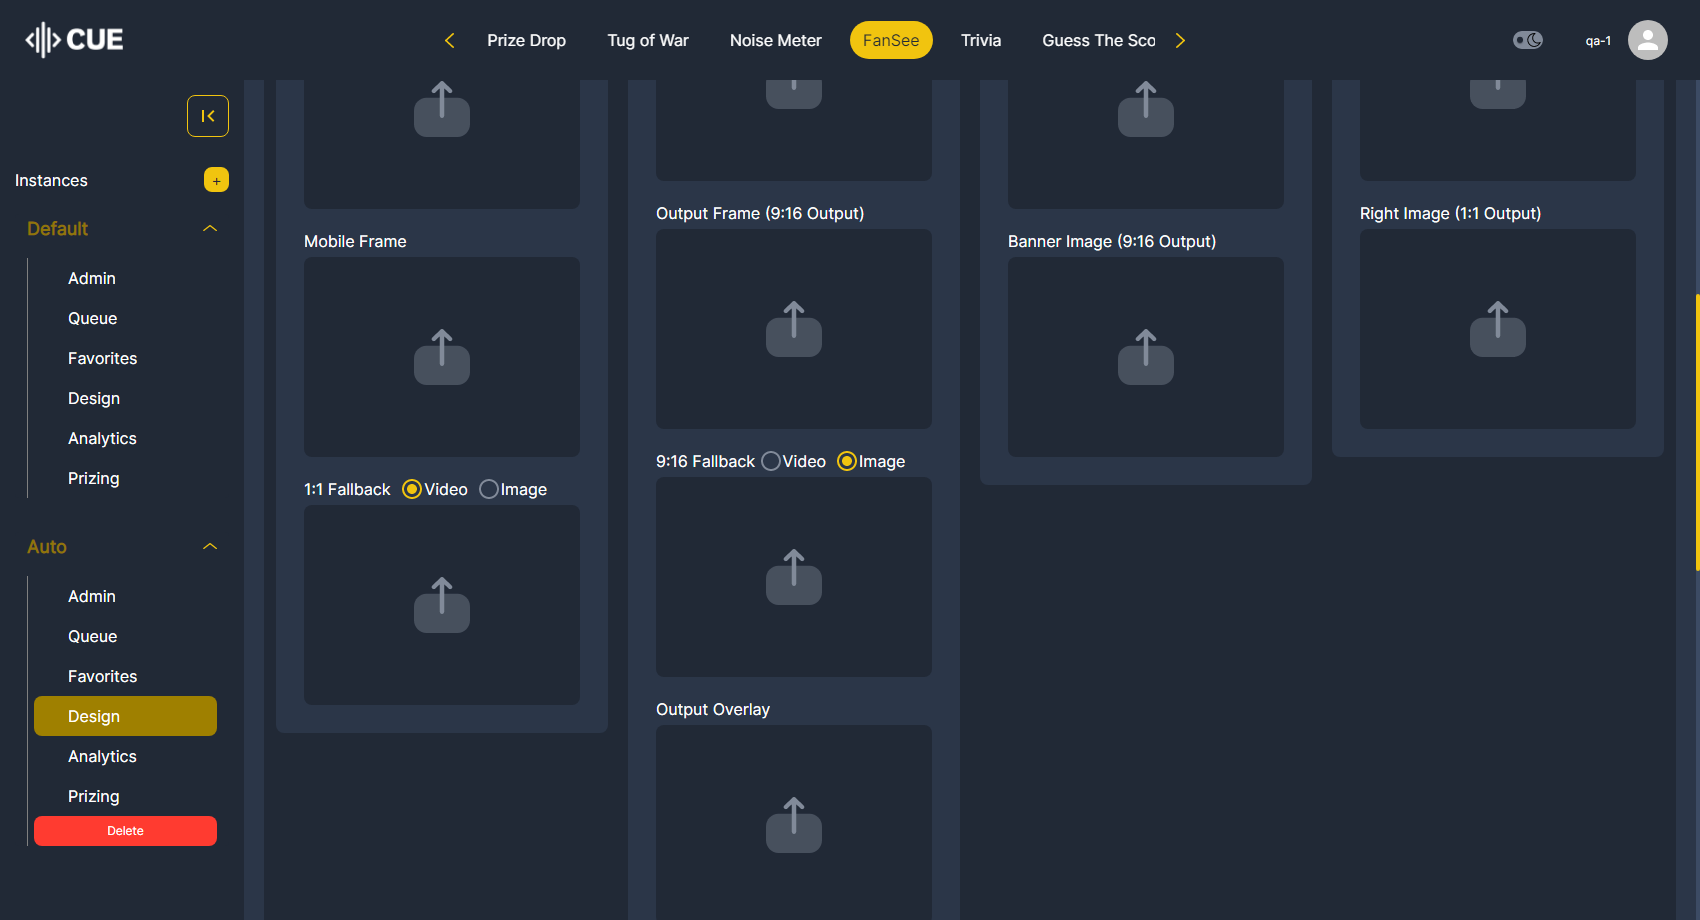 CUE
Prize Drop
Tug of War
Noise Meter
FanSee
Trivia
Guess The Sco
qa-1
Instances
+
Default
Admin
Queue
Favorites
Design
Analytics
Prizing
Auto
Admin
Queue
Favorites
Design
Analytics
Prizing
Delete
Mobile Frame
1:1 Fallback Video Image
Output Frame (9:16 Output)
9:16 Fallback Video Image
Output Overlay
Banner Image (9:16 Output)
Right Image (1:1 Output)